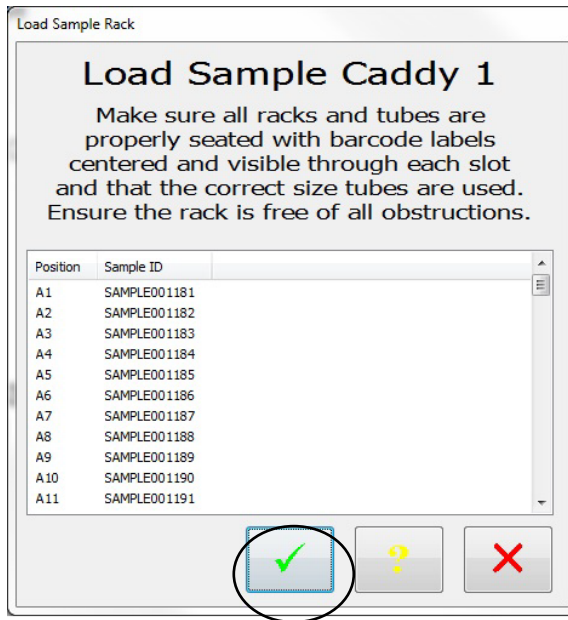 Load Sample Rack
Load Sample Caddy 1
Make sure all racks and tubes are
properly seated with barcode labels
centered and visible through each slot
and that the correct size tubes are used.
Ensure the rack is free of all obstructions.
Position Sample ID
A1 SAMPLE001181
A2 SAMPLE001182
A3 SAMPLE001183
A4 SAMPLE001184
A5 SAMPLE001185
A6 SAMPLE001186
A7 SAMPLE001187
A8 SAMPLE001188
A9 SAMPLE001189
A10 SAMPLE001190
A11 SAMPLE001191
?